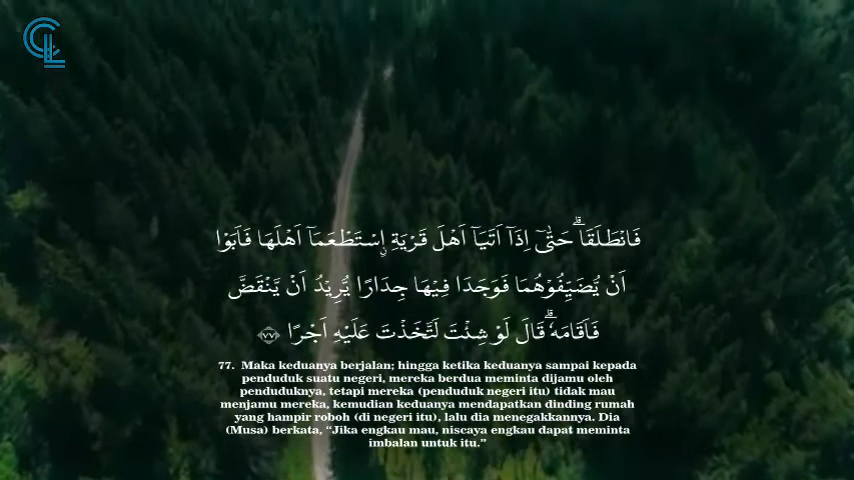 فَانْطَلَقَاۗ حَتّٰىٓ اِذَآ اَتَيَآ اَهْلَ قَرْيَةِ ِۨاسْتَطْعَمَآ اَهْلَهَا فَاَبَوْا
اَنْ يُّضَيِّفُوْهُمَا فَوَجَدَا فِيْهَا جِدَارًا يُّرِيْدُ اَنْ يَّنْقَضَّ
فَاَقَامَهٗۗ قَالَ لَوْ شِئْتَ لَتَّخَذْتَ عَلَيْهِ اَجْرًا ﴿٧٧﴾
77. Maka keduanya berjalan; hingga ketika keduanya sampai kepada
penduduk suatu negeri, mereka berdua meminta dijamu oleh
penduduknya, tetapi mereka (penduduk negeri itu) tidak mau
menjamu mereka, kemudian keduanya mendapatkan dinding rumah
yang hampir roboh (di negeri itu), lalu dia menegakkannya. Dia
(Musa) berkata, “Jika engkau mau, niscaya engkau dapat meminta
imbalan untuk itu.”